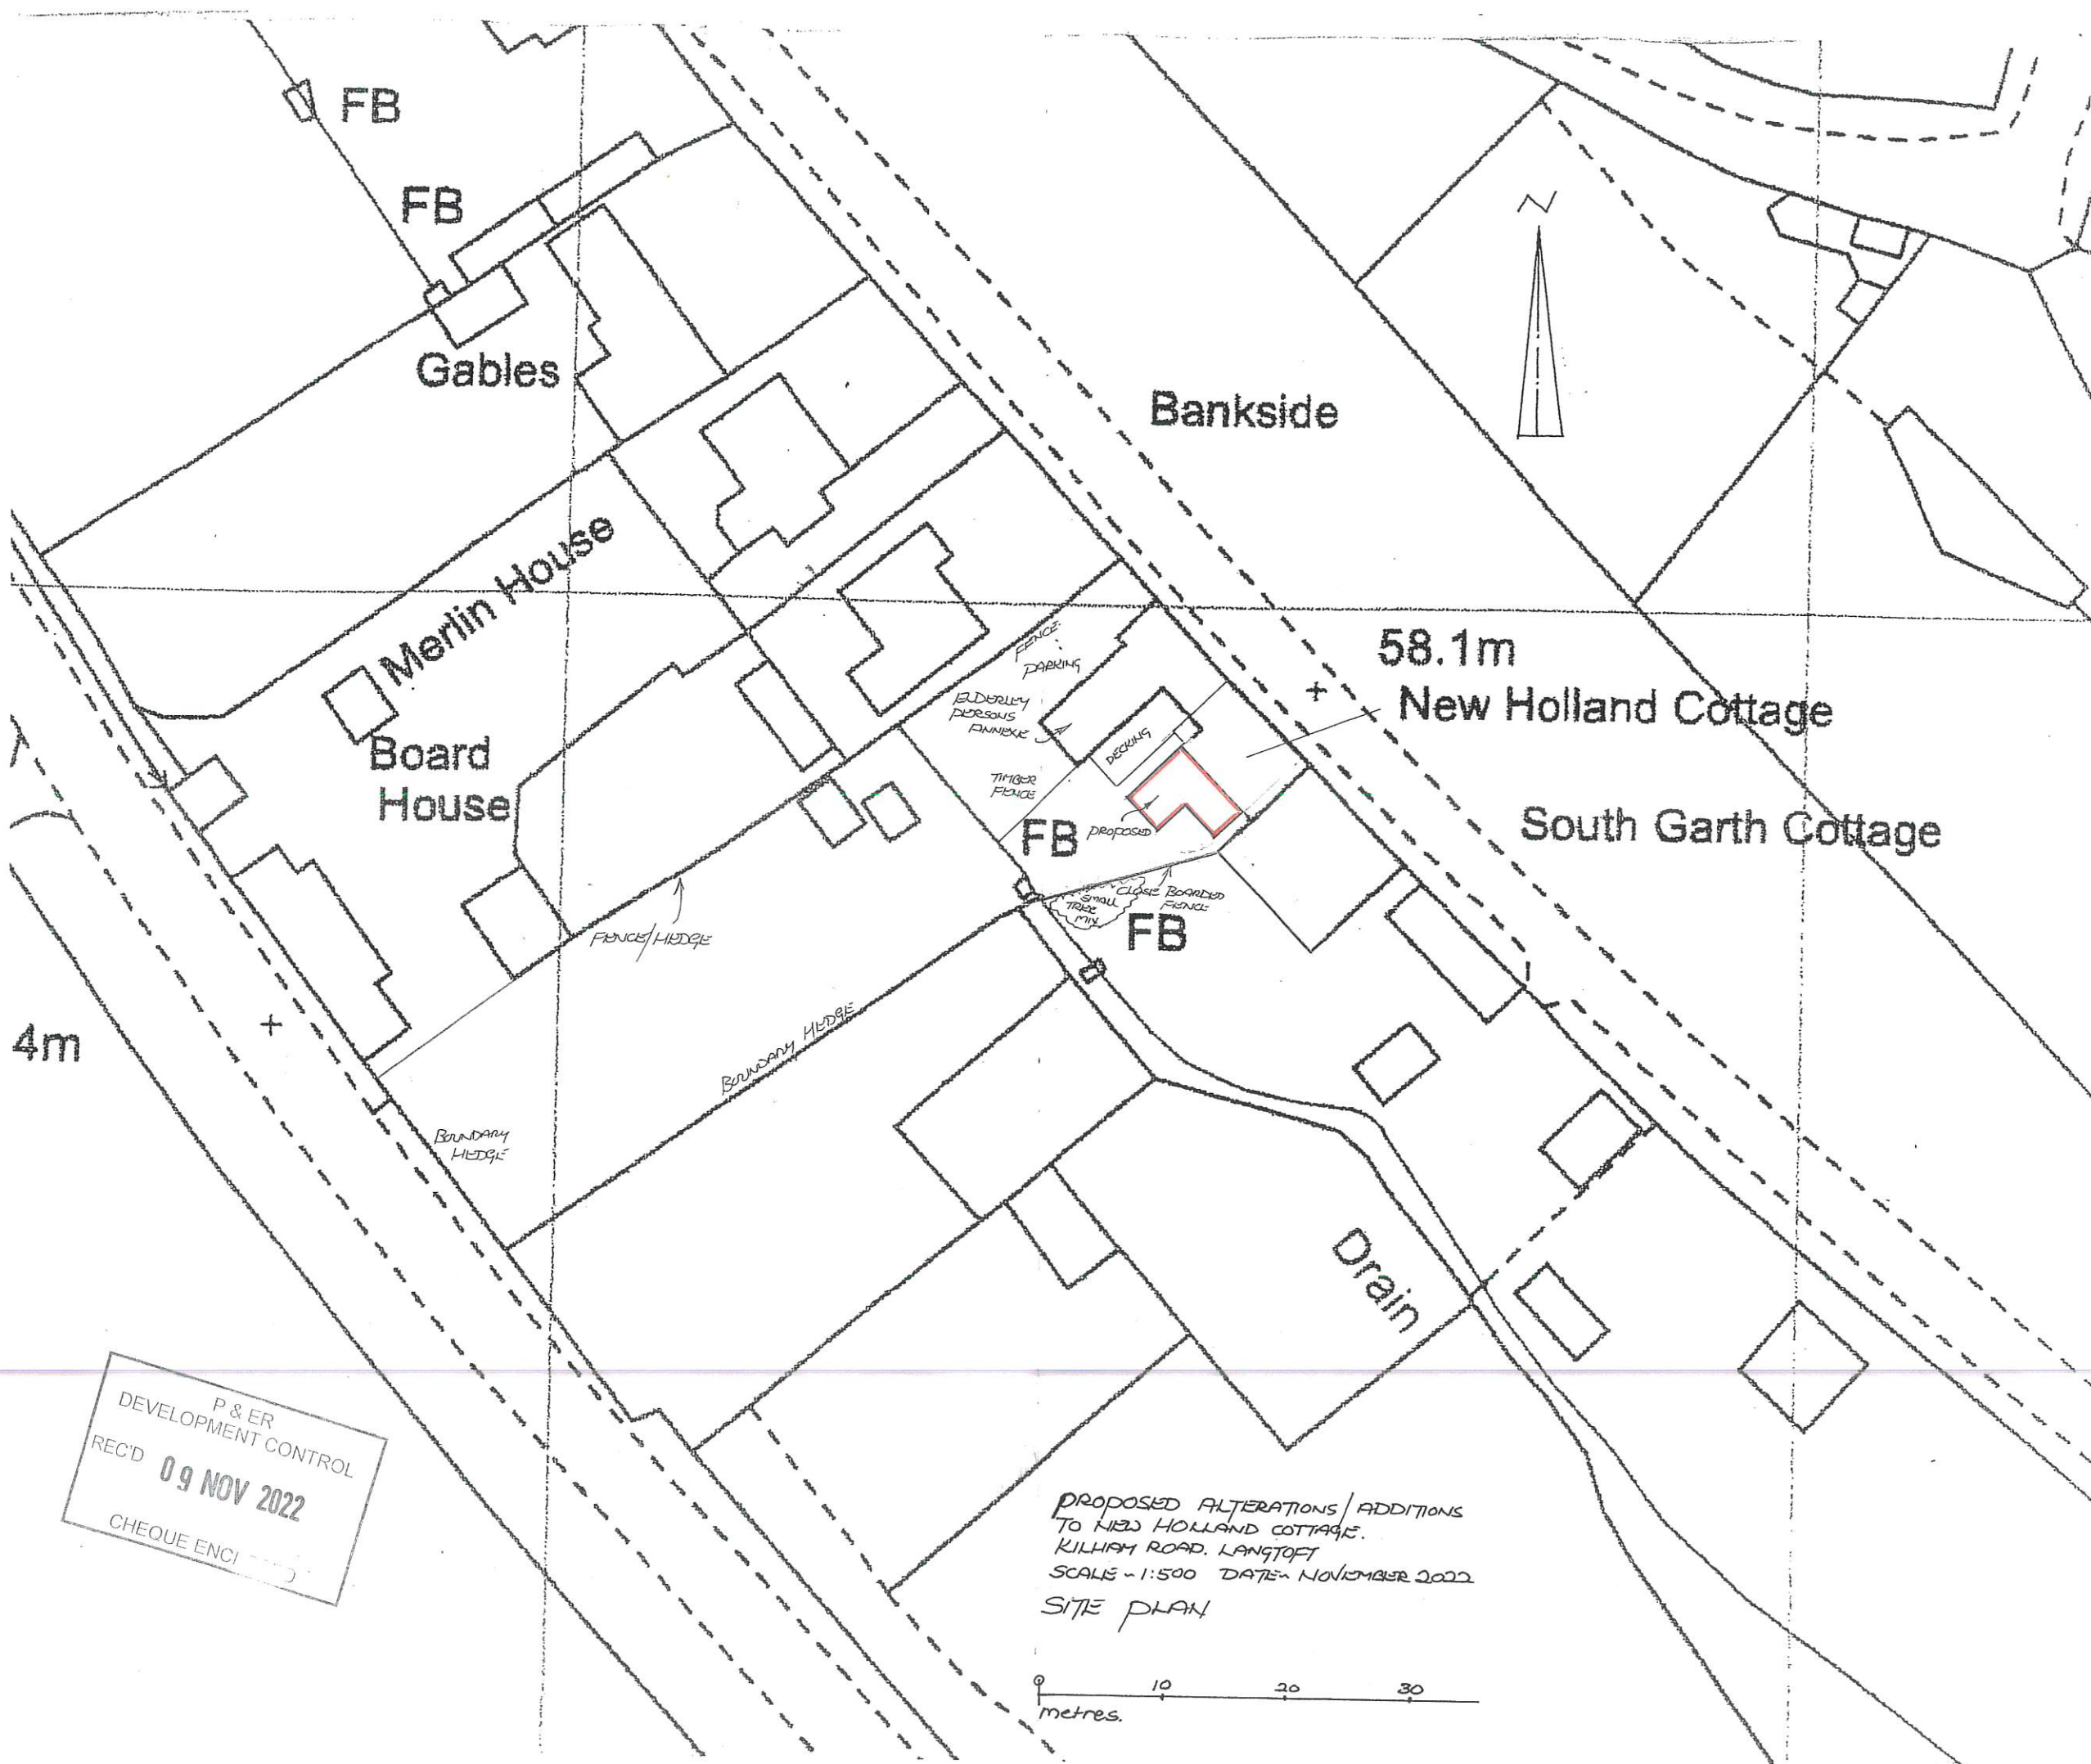 FB
FB
Gables
Bankside
N
Merlin House
58.1m
New Holland Cottage
FENCE.
PARKING
ELDERLEY
PERSONS
ANNEXE
DECKING
Board
House
TIMBER
FENCE
FB
PROPOSED
South Garth Cottage
CLOSE BOARDED
FENCE
SMALL
TREE
MIX
FB
FENCE/HEDGE
4m
BOUNDARY HEDGE
BOUNDARY
HEDGE
Drain
P & ER
DEVELOPMENT CONTROL
REC'D 09 NOV 2022
CHEQUE
PROPOSED ALTERATIONS/ADDITIONS
TO NEW HOLLAND COTTAGE.
KILHAM ROAD. LANGTOFT
SCALE ~ 1:500 DATE ~ NOVEMBER 2022
SITE PLAN
0 10 20 30
metres.